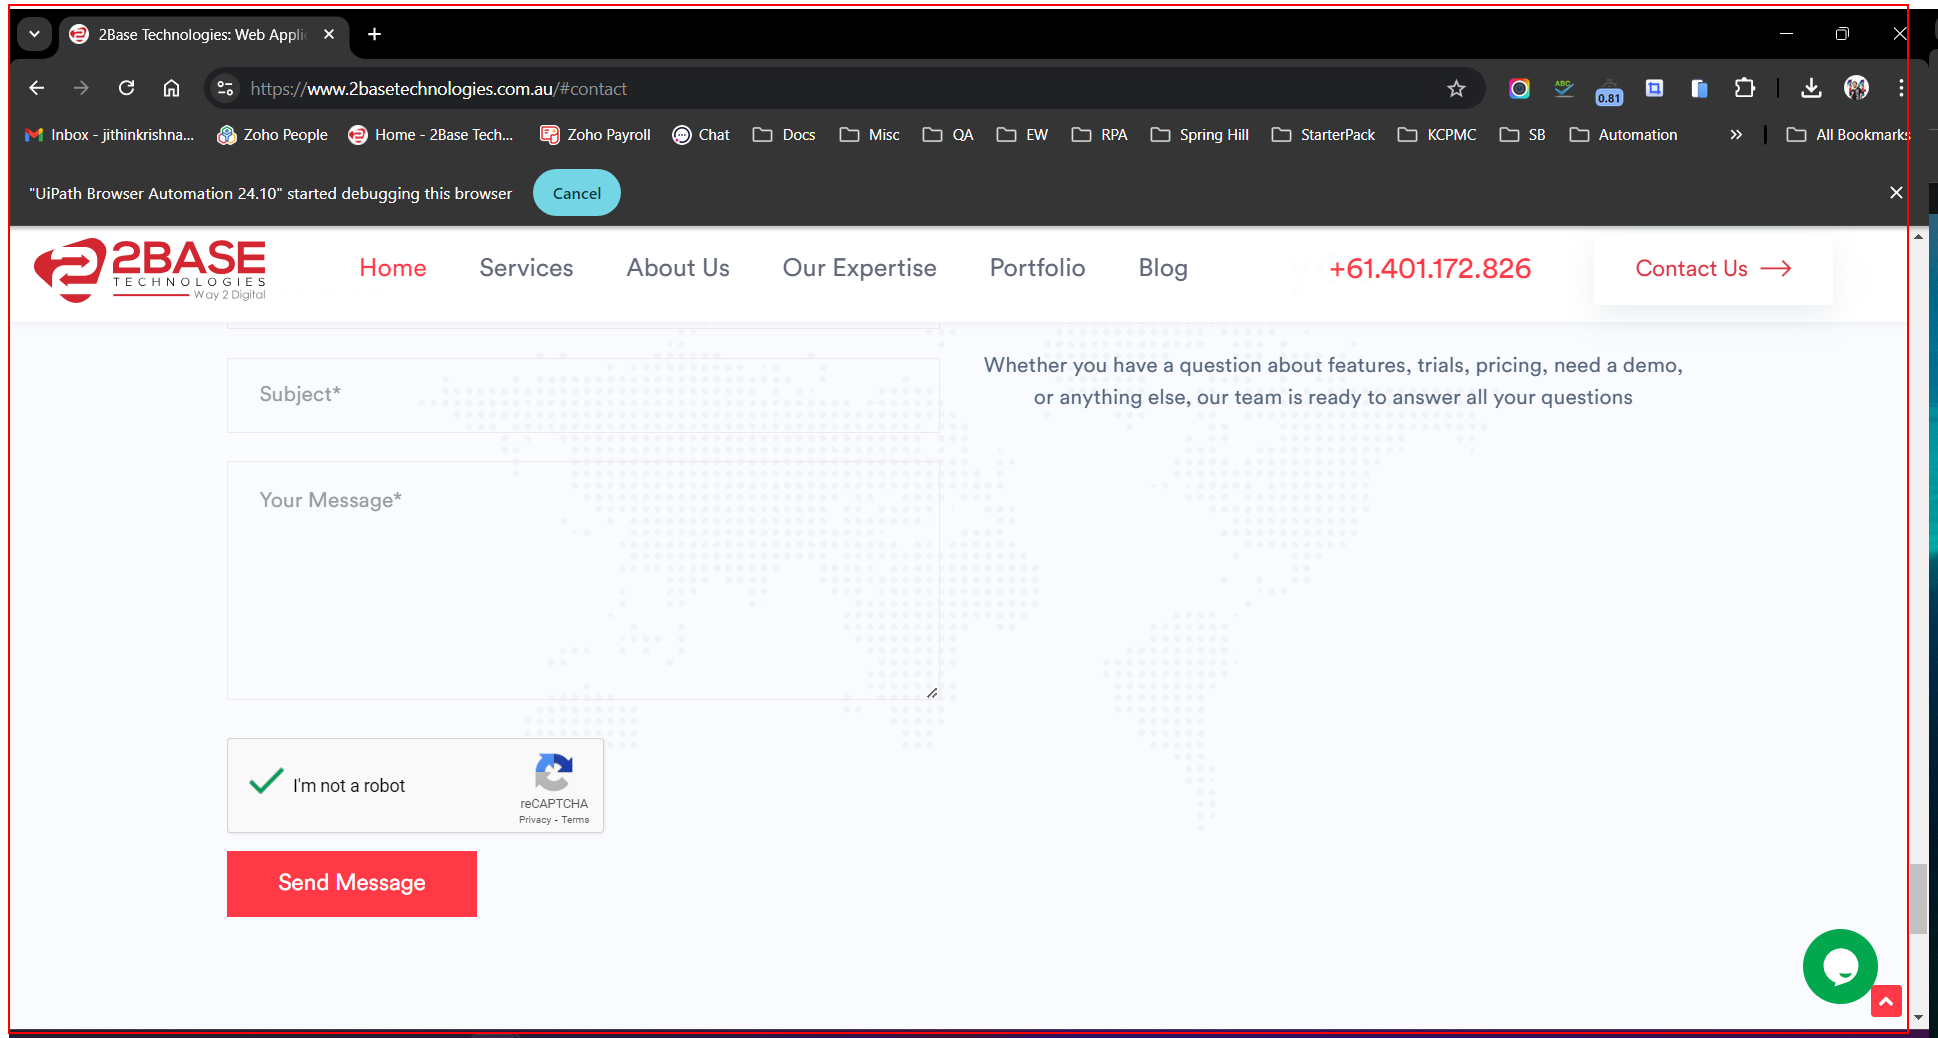 2Base Technologies: Web Appli
https://www.2basetechnologies.com.au/#contact
ABC
0.81
Inbox - jithinkrishna... Zoho People Home - 2Base Tech... Zoho Payroll Chat Docs Misc QA EW RPA Spring Hill StarterPack KCPMC SB Automation » All Bookmarks
"UiPath Browser Automation 24.10" started debugging this browser Cancel
2BASE
TECHNOLOGIES
Way 2 Digital
Home Services About Us Our Expertise Portfolio Blog +61.401.172.826 Contact Us
Whether you have a question about features, trials, pricing, need a demo,
or anything else, our team is ready to answer all your questions
Subject*
Your Message*
I'm not a robot
reCAPTCHA
Privacy - Terms
Send Message